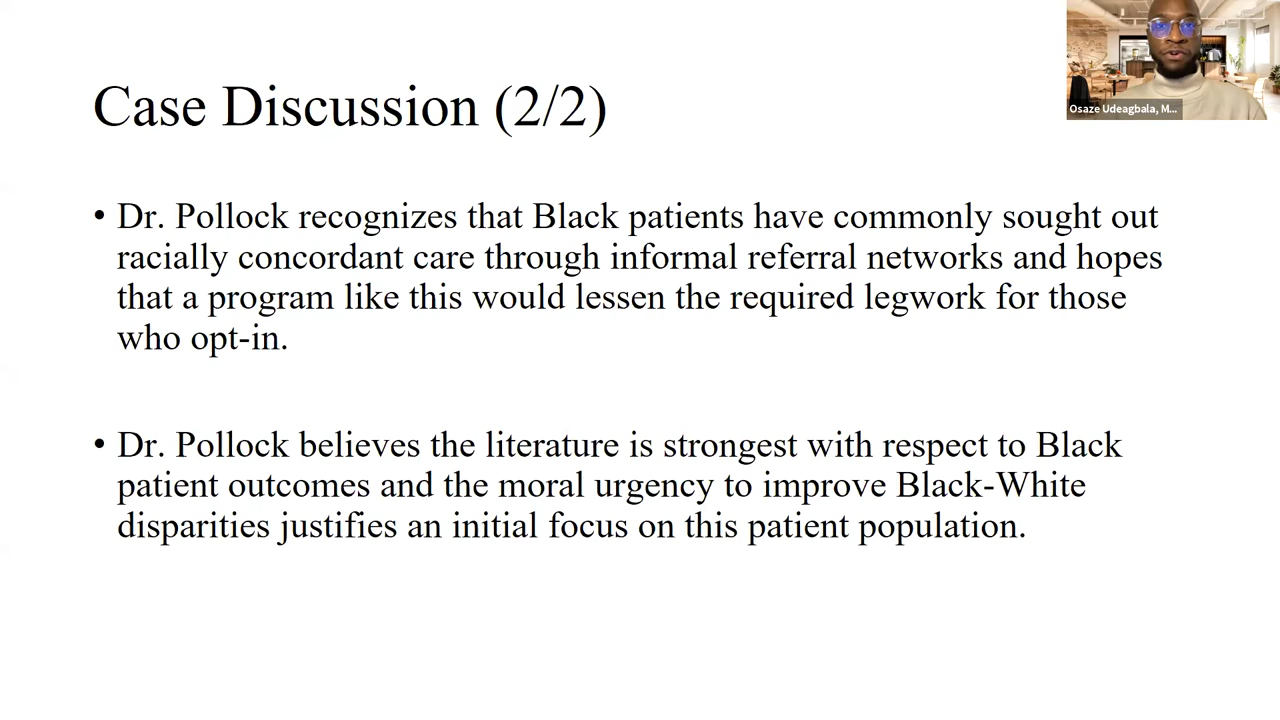 Osaze Udeagbala, M...
Case Discussion (2/2)
• Dr. Pollock recognizes that Black patients have commonly sought out
racially concordant care through informal referral networks and hopes
that a program like this would lessen the required legwork for those
who opt-in.
• Dr. Pollock believes the literature is strongest with respect to Black
patient outcomes and the moral urgency to improve Black-White
disparities justifies an initial focus on this patient population.